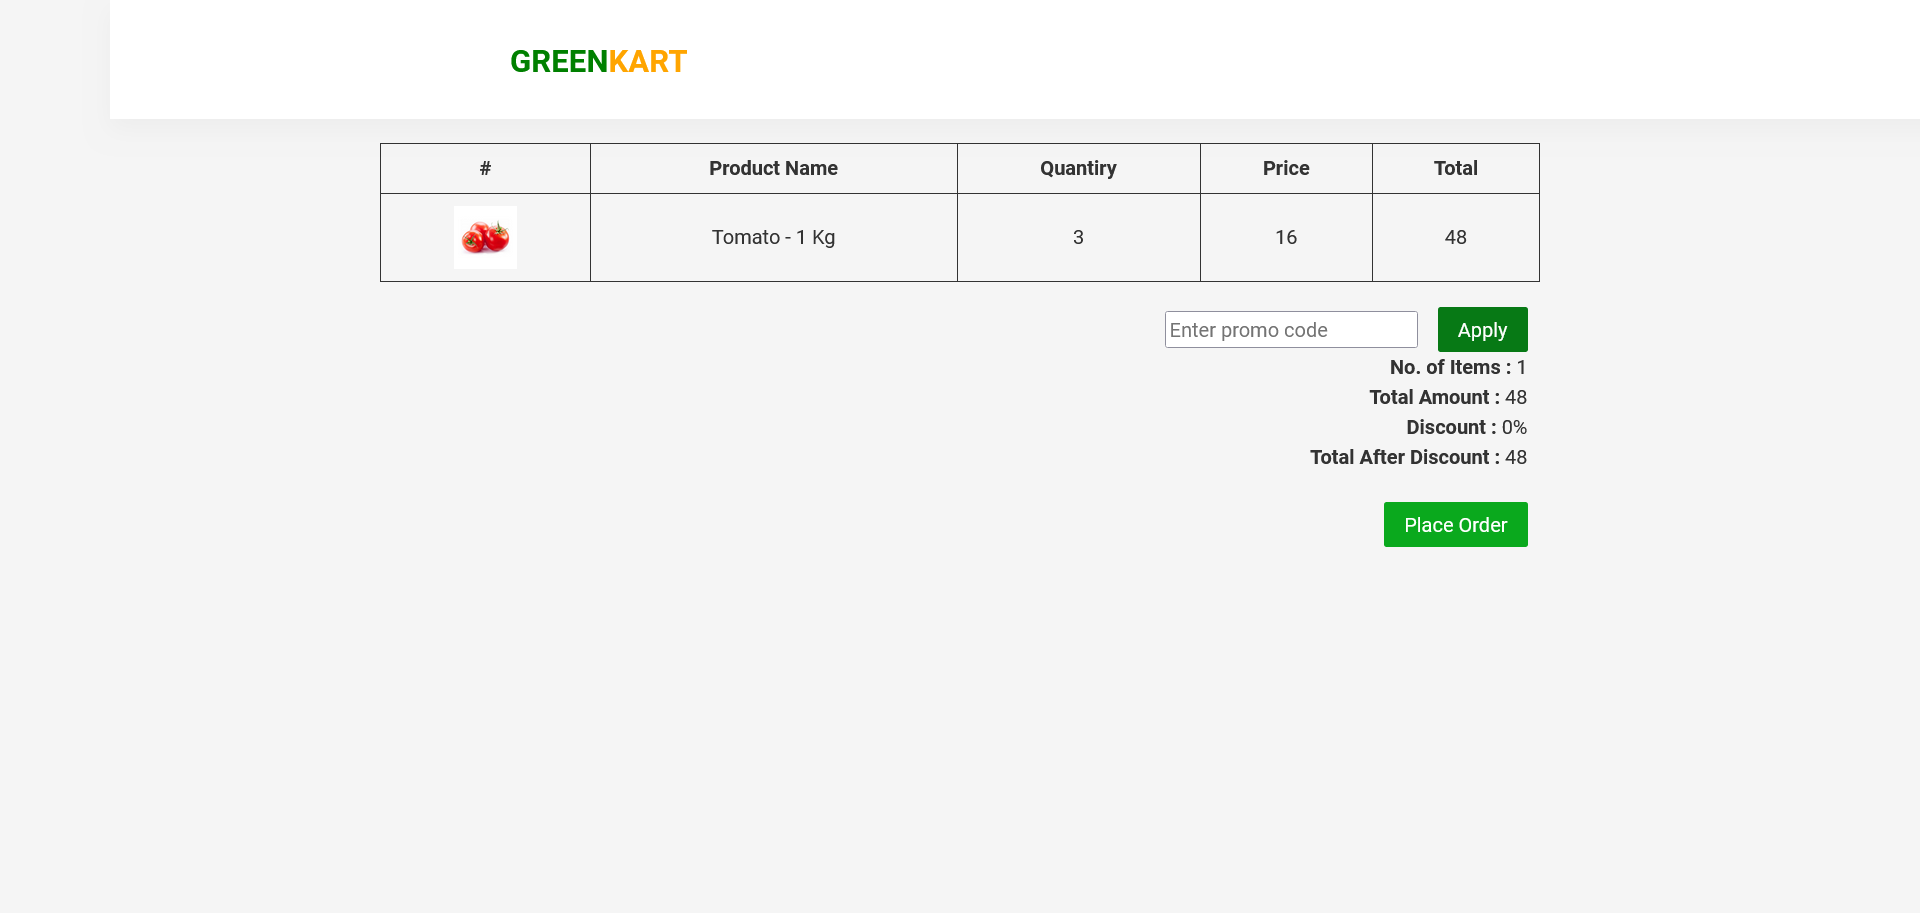 GREENKART
# Product Name Quantiry Price Total
Tomato - 1 Kg 3 16 48
Enter promo code Apply
No. of Items : 1
Total Amount : 48
Discount : 0%
Total After Discount : 48
Place Order